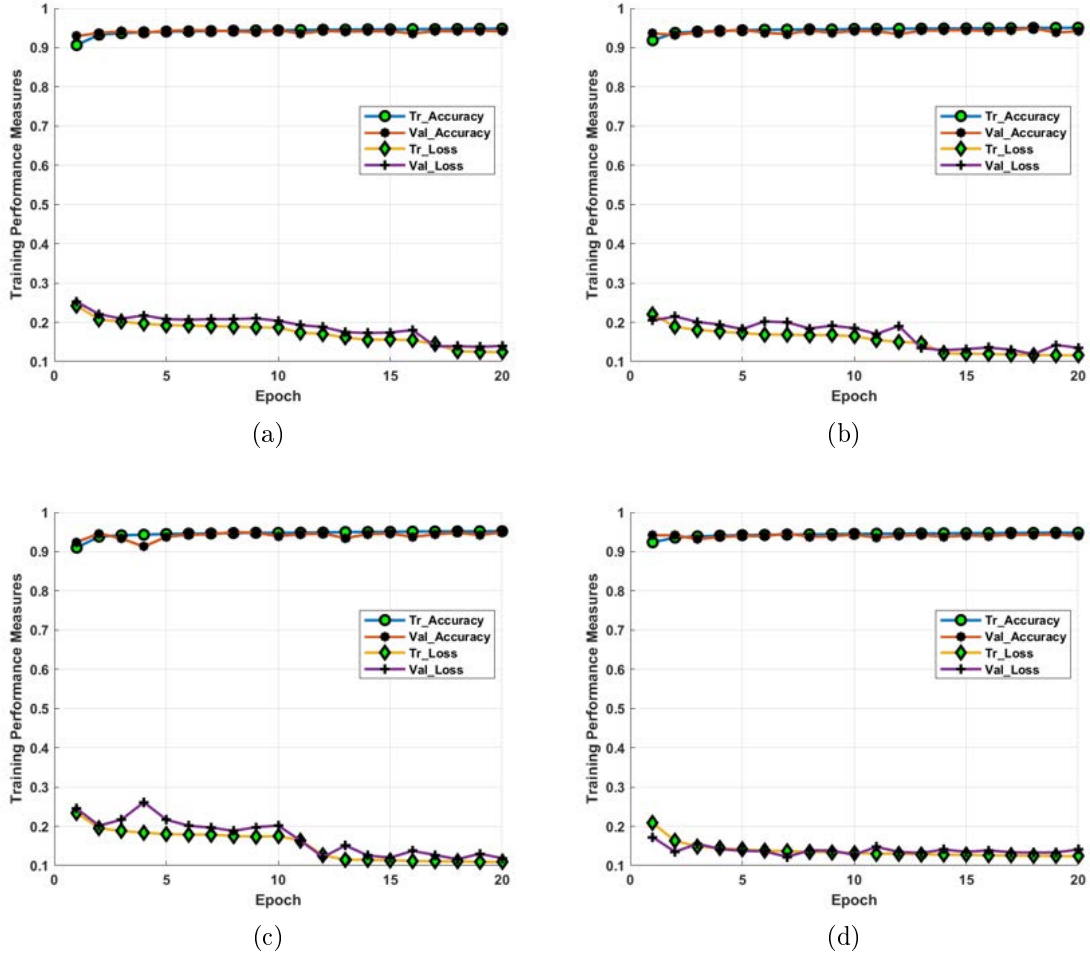 Training Performance Measures
1
0.9
0.8
0.7
0.6
0.5
0.4
0.3
0.2
0.1
Tr_Accuracy
Val_Accuracy
Tr_Loss
Val_Loss
0 5 10 15 20
Epoch
(a)
Training Performance Measures
1
0.9
0.8
0.7
0.6
0.5
0.4
0.3
0.2
0.1
Tr_Accuracy
Val_Accuracy
Tr_Loss
Val_Loss
0 5 10 15 20
Epoch
(b)
Training Performance Measures
1
0.9
0.8
0.7
0.6
0.5
0.4
0.3
0.2
0.1
Tr_Accuracy
Val_Accuracy
Tr_Loss
Val_Loss
0 5 10 15 20
Epoch
(c)
Training Performance Measures
1
0.9
0.8
0.7
0.6
0.5
0.4
0.3
0.2
0.1
Tr_Accuracy
Val_Accuracy
Tr_Loss
Val_Loss
0 5 10 15 20
Epoch
(d)